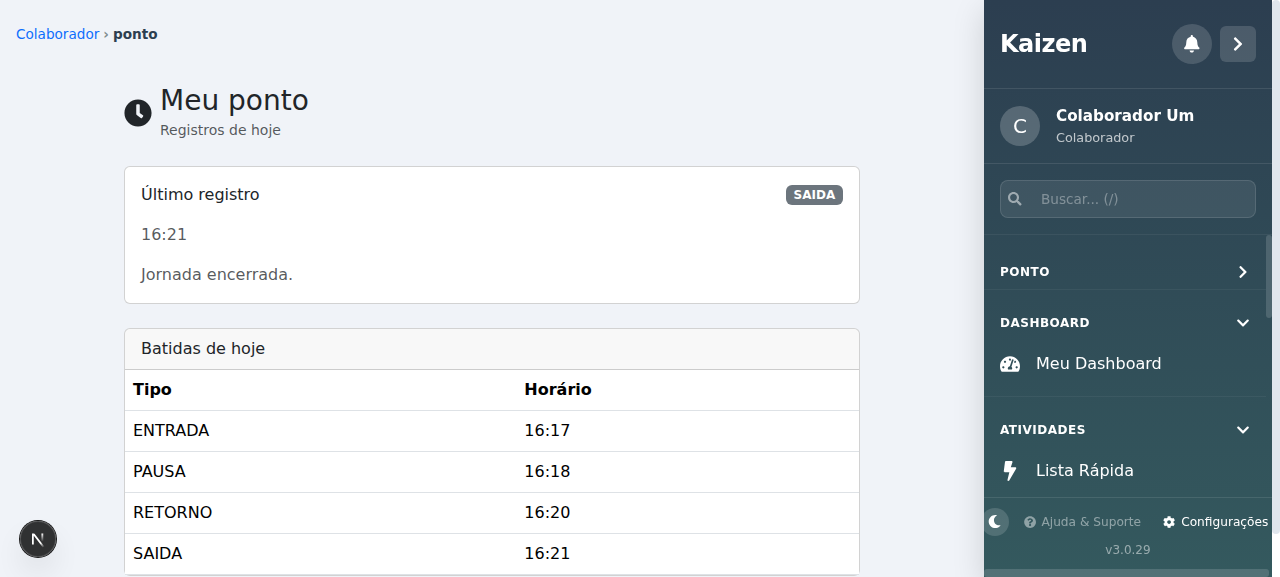 Colaborador › ponto
Meu ponto
Registros de hoje
Último registro
SAIDA
16:21
Jornada encerrada.
Batidas de hoje
Tipo Horário
ENTRADA 16:17
PAUSA 16:18
RETORNO 16:20
SAIDA 16:21
N
Kaizen
C
Colaborador Um
Colaborador
Buscar... (/)
PONTO
DASHBOARD
Meu Dashboard
ATIVIDADES
Lista Rápida
Ajuda & Suporte
Configurações
v3.0.29